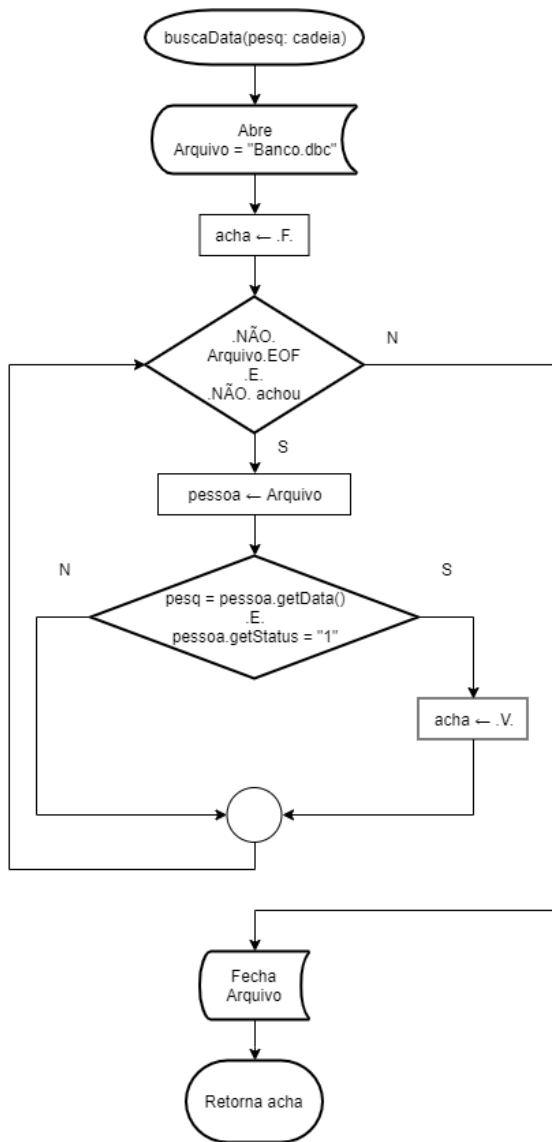 buscaData(pesq: cadeia)
Abre
Arquivo = "Banco.dbc"
acha ← .F.
.NÃO.
Arquivo.EOF
.E.
.NÃO. achou
N
S
pessoa ← Arquivo
N
S
pesq = pessoa.getData()
.E.
pessoa.getStatus = "1"
acha ← .V.
Fecha
Arquivo
Retorna acha